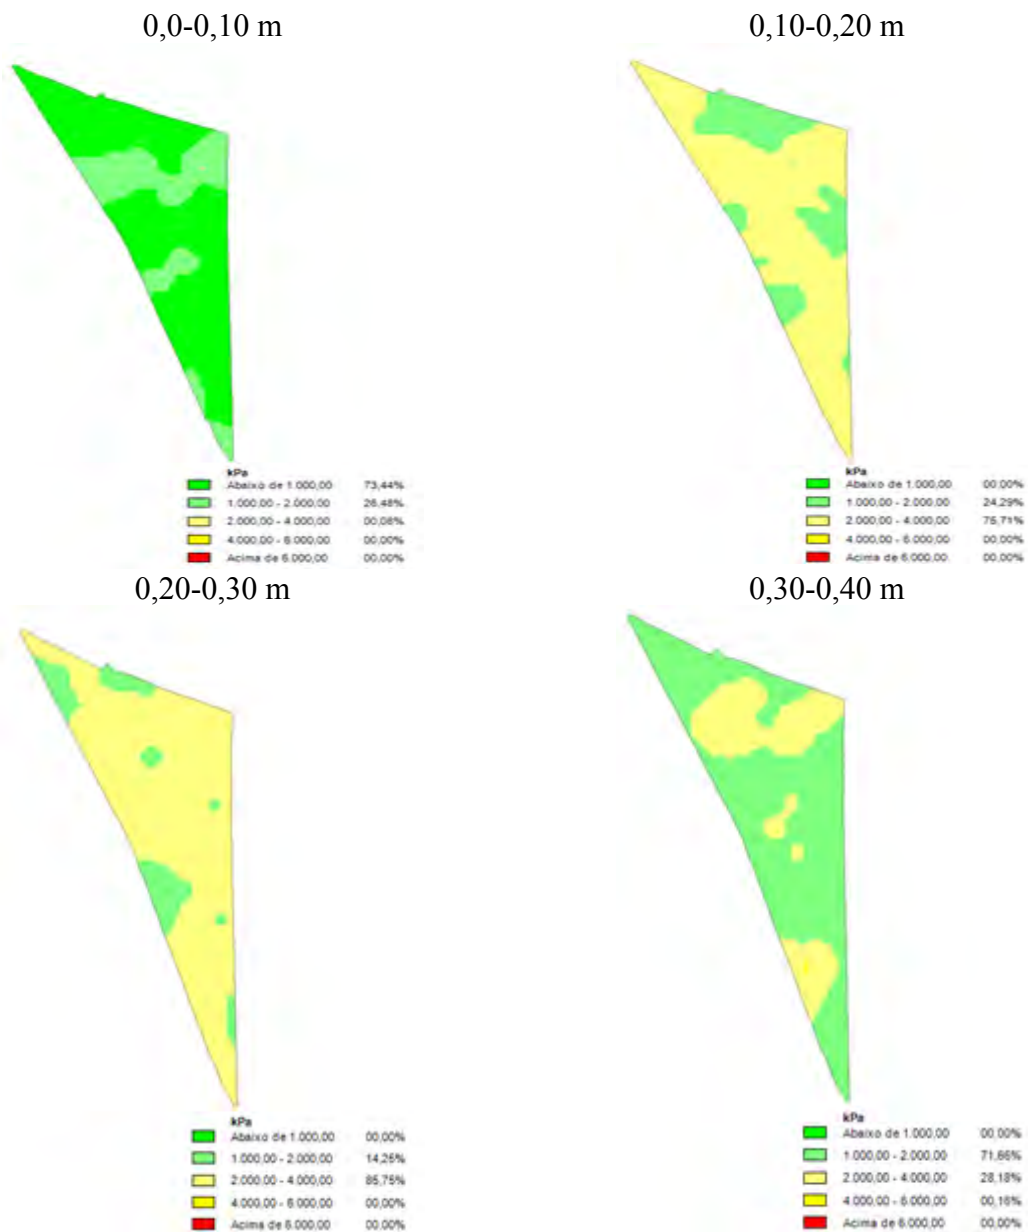 0,0-0,10 m
kPa
Abaixo de 1.000,00 73,44%
1.000,00 - 2.000,00 26,48%
2.000,00 - 4.000,00 00,08%
4.000,00 - 6.000,00 00,00%
Acima de 6.000,00 00,00%
0,10-0,20 m
kPa
Abaixo de 1.000,00 00,00%
1.000,00 - 2.000,00 24,29%
2.000,00 - 4.000,00 75,71%
4.000,00 - 6.000,00 00,00%
Acima de 6.000,00 00,00%
0,20-0,30 m
kPa
Abaixo de 1.000,00 00,00%
1.000,00 - 2.000,00 14,25%
2.000,00 - 4.000,00 85,75%
4.000,00 - 6.000,00 00,00%
Acima de 6.000,00 00,00%
0,30-0,40 m
kPa
Abaixo de 1.000,00 00,00%
1.000,00 - 2.000,00 71,66%
2.000,00 - 4.000,00 28,18%
4.000,00 - 6.000,00 00,16%
Acima de 6.000,00 00,00%